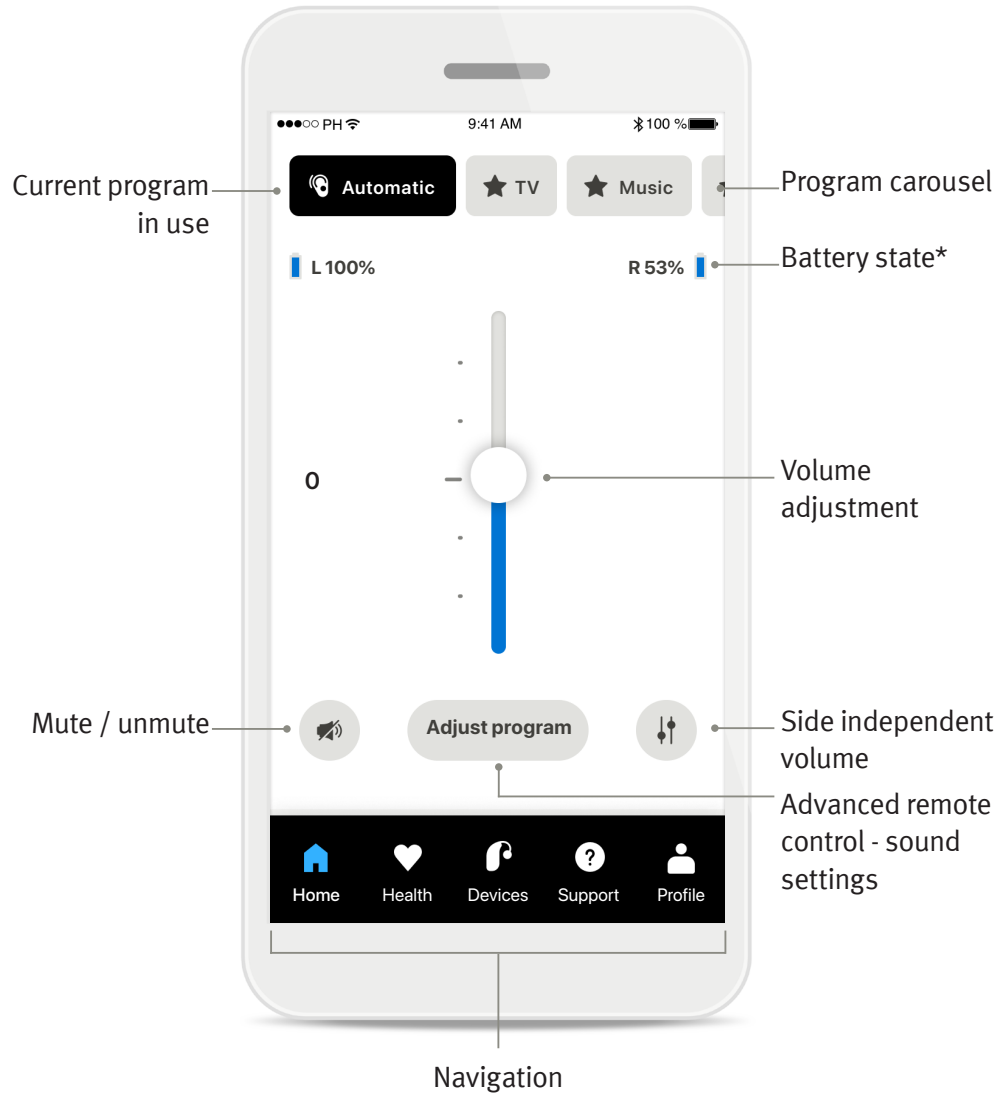 PH 9:41 AM 100 %
Current program
in use
Automatic TV Music
Program carousel
L 100% R 53%
Battery state*
0
Volume
adjustment
Mute / unmute
Adjust program
Side independent
volume
Advanced remote
control - sound
settings
Home Health Devices Support Profile
Navigation